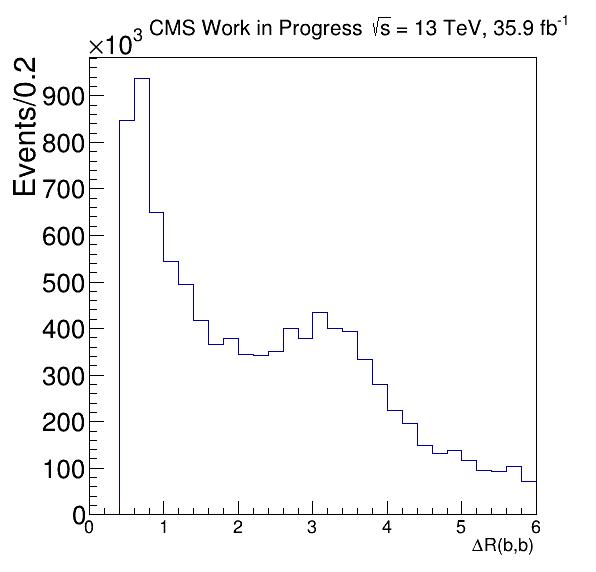 ×10³ CMS Work in Progress √s = 13 TeV, 35.9 fb⁻¹
Events/0.2
900
800
700
600
500
400
300
200
100
0
0 1 2 3 4 5 6
ΔR(b,b)